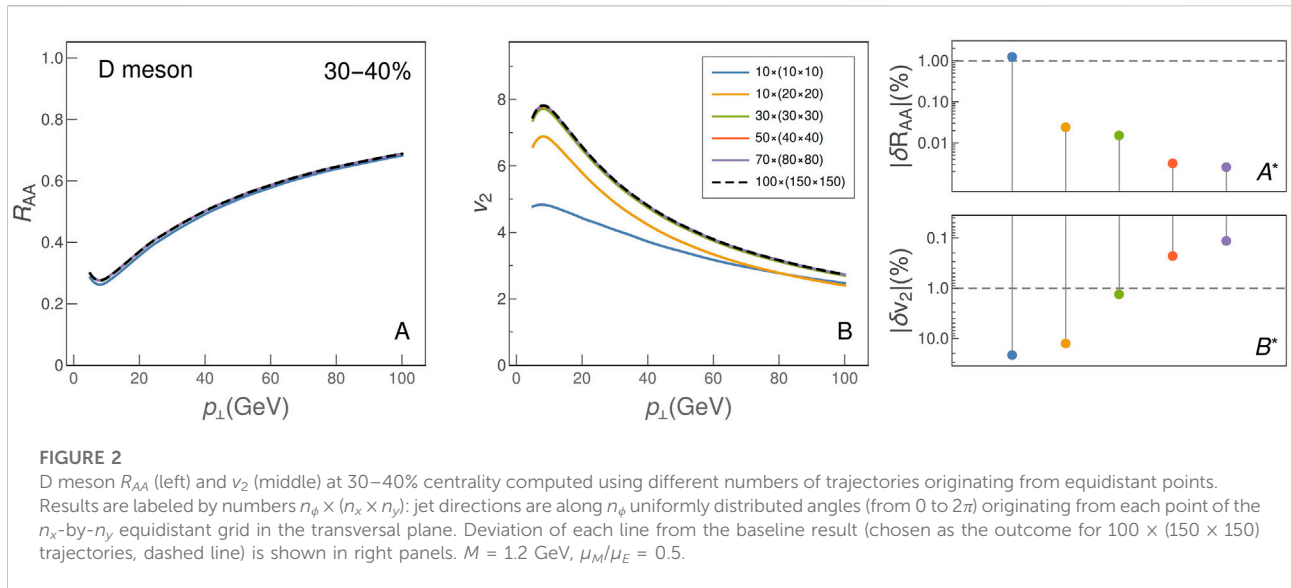 D meson 30–40%
R_AA
1.0
0.8
0.6
0.4
0.2
0
0 20 40 60 80 100
p⊥(GeV)
A
v₂
8
6
4
2
0
0 20 40 60 80 100
p⊥(GeV)
B
10×(10×10)
10×(20×20)
30×(30×30)
50×(40×40)
70×(80×80)
100×(150×150)
|δR_AA|(%)
1.00
0.10
0.01
A*
|δv₂|(%)
0.1
1.0
10.0
B*
FIGURE 2
D meson R_AA (left) and v₂ (middle) at 30–40% centrality computed using different numbers of trajectories originating from equidistant points.
Results are labeled by numbers n_ϕ × (n_x × n_y): jet directions are along n_ϕ uniformly distributed angles (from 0 to 2π) originating from each point of the
n_x-by-n_y equidistant grid in the transversal plane. Deviation of each line from the baseline result (chosen as the outcome for 100 × (150 × 150)
trajectories, dashed line) is shown in right panels. M = 1.2 GeV, μ_M/μ_E = 0.5.